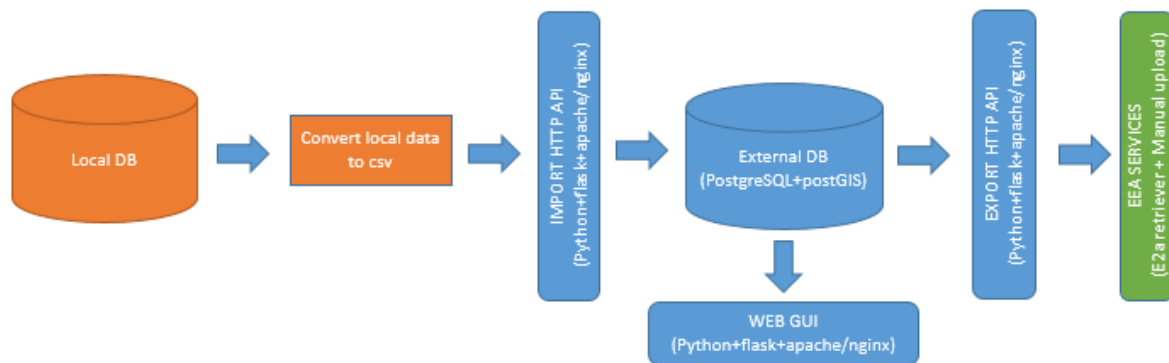 Local DB
Convert local data
to csv
IMPORT HTTP API
(Python+flask+apache/nginx)
External DB
(PostgreSQL+postGIS)
WEB GUI
(Python+flask+apache/nginx)
EXPORT HTTP API
(Python+flask+apache/nginx)
EEA SERVICES
(E2a retriever + Manual upload)